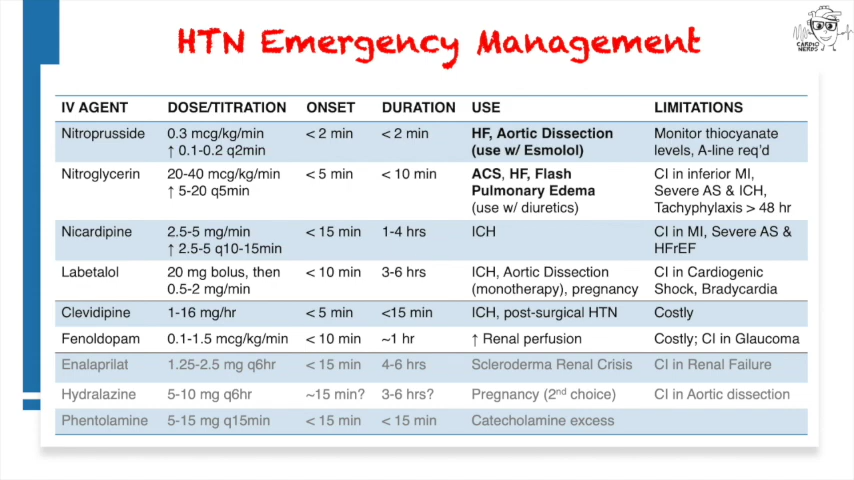 HTN Emergency Management
CARDIO
NERDS
IV AGENT DOSE/TITRATION ONSET DURATION USE LIMITATIONS
Nitroprusside 0.3 mcg/kg/min < 2 min < 2 min HF, Aortic Dissection Monitor thiocyanate
↑ 0.1-0.2 q2min (use w/ Esmolol) levels, A-line req'd
Nitroglycerin 20-40 mcg/kg/min < 5 min < 10 min ACS, HF, Flash CI in inferior MI,
↑ 5-20 q5min Pulmonary Edema Severe AS & ICH,
(use w/ diuretics) Tachyphylaxis > 48 hr
Nicardipine 2.5-5 mg/min < 15 min 1-4 hrs ICH CI in MI, Severe AS &
↑ 2.5-5 q10-15min HFrEF
Labetalol 20 mg bolus, then < 10 min 3-6 hrs ICH, Aortic Dissection CI in Cardiogenic
0.5-2 mg/min (monotherapy), pregnancy Shock, Bradycardia
Clevidipine 1-16 mg/hr < 5 min <15 min ICH, post-surgical HTN Costly
Fenoldopam 0.1-1.5 mcg/kg/min < 10 min ~1 hr ↑ Renal perfusion Costly; CI in Glaucoma
Enalaprilat 1.25-2.5 mg q6hr < 15 min 4-6 hrs Scleroderma Renal Crisis CI in Renal Failure
Hydralazine 5-10 mg q6hr ~15 min? 3-6 hrs? Pregnancy (2nd choice) CI in Aortic dissection
Phentolamine 5-15 mg q15min < 15 min < 15 min Catecholamine excess